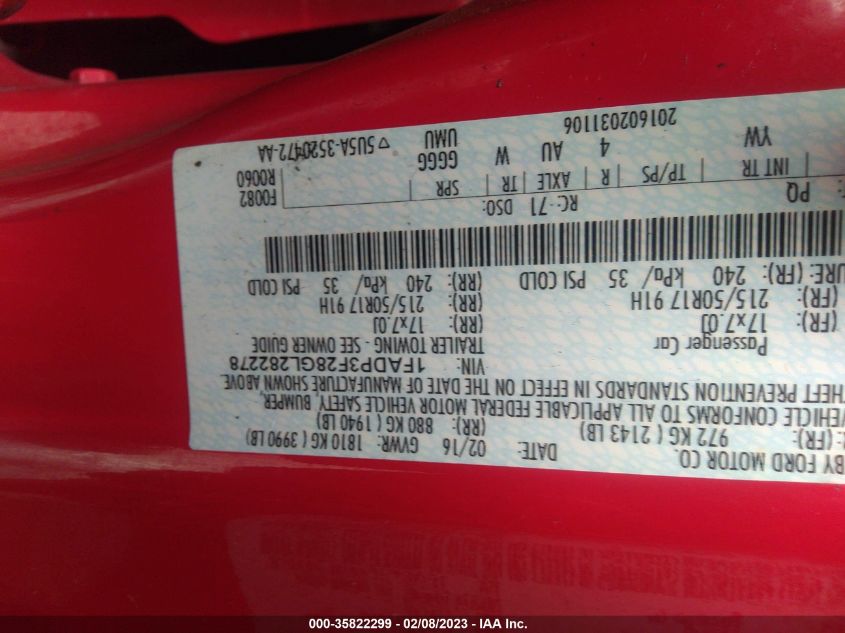 BY FORD MOTOR CO.
DATE: 02/16 GVWR: 1810 KG ( 3990 LB)
(FR): 972 KG ( 2143 LB) (RR): 880 KG ( 1940 LB)
VEHICLE CONFORMS TO ALL APPLICABLE FEDERAL MOTOR VEHICLE SAFETY, BUMPER,
THEFT PREVENTION STANDARDS IN EFFECT ON THE DATE OF MANUFACTURE SHOWN ABOVE
VIN: 1FADP3F28GL282278
Passenger Car TRAILER TOWING - SEE OWNER GUIDE
(FR): 17x7.0J (RR): 17x7.0J
(FR): 215/50R17 91H (RR): 215/50R17 91H
URE: (FR): 240 kPa/ 35 PSI COLD (RR): 240 kPa/ 35 PSI COLD
PQ RC: 71 DSO: F0082
R0060
INT TR TP/PS R AXLE TR SPR
YW 4 AU W GGGG
UMU
201602031106 ▽5U5A-3520472-AA
000-35822299 - 02/08/2023 - IAA Inc.